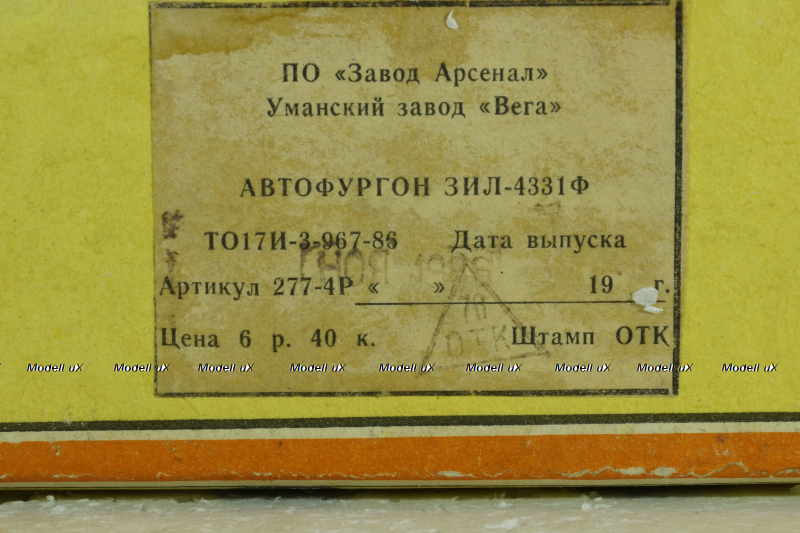 ПО «Завод Арсенал»
Уманский завод «Вега»
АВТОФУРГОН ЗИЛ-4331Ф
ТО17И-3-967-86 Дата выпуска
Артикул 277-4Р « » 19 г.
Цена 6 р. 40 к. Штамп ОТК
ОТК
Modell uX Modell uX Modell uX Modell uX Modell uX Modell uX Modell uX Modell uX Modell uX